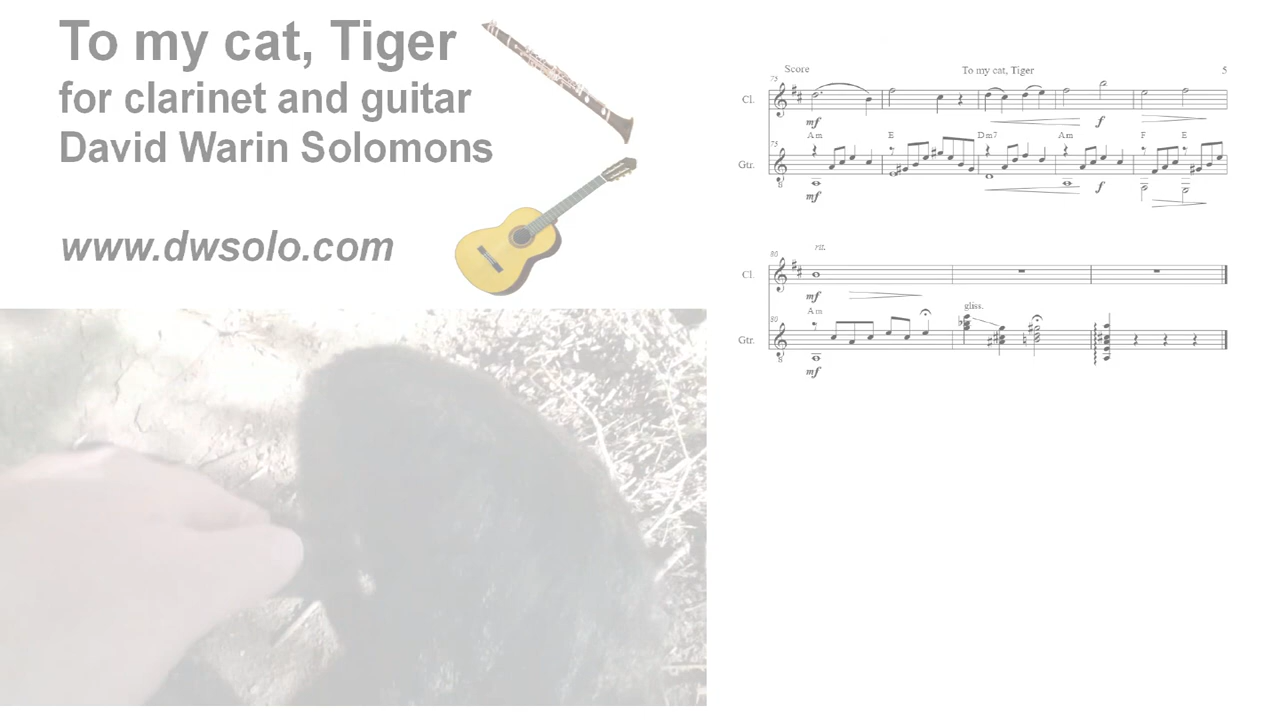 To my cat, Tiger
for clarinet and guitar
David Warin Solomons
www.dwsolo.com
Score
To my cat, Tiger
5
75
Cl.
mf
f
Am
E
Dm7
Am
F
E
75
Gtr.
8
mf
f
rit.
80
Cl.
mf
Am
gliss.
80
Gtr.
8
mf